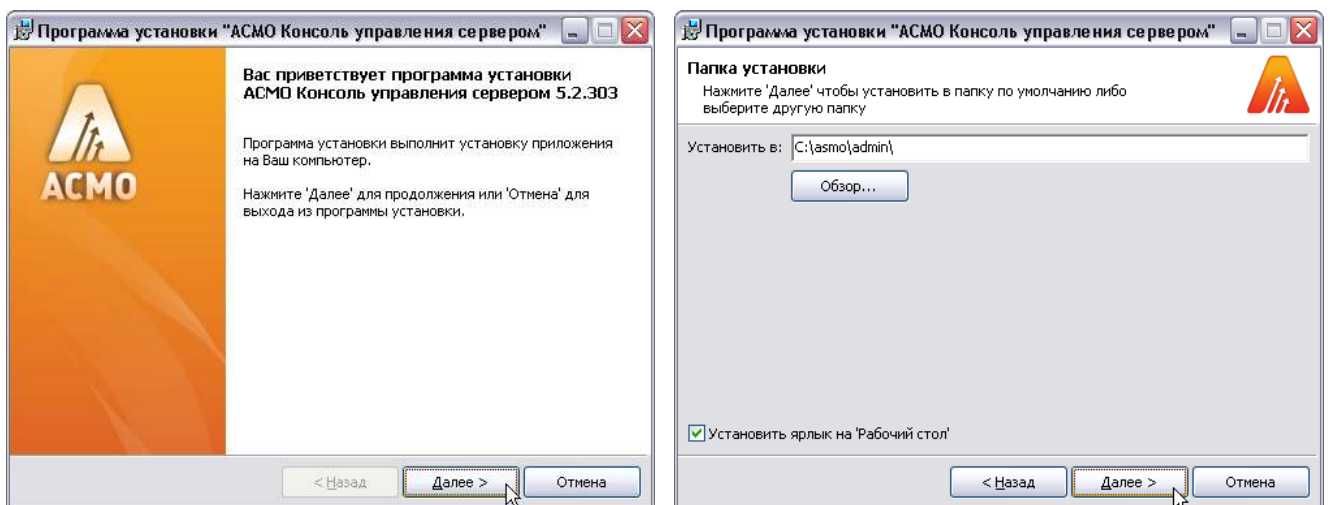 Программа установки "АСМО Консоль управления сервером"
Вас приветствует программа установки
АСМО Консоль управления сервером 5.2.303
АСМО
Программа установки выполнит установку приложения
на Ваш компьютер.
Нажмите 'Далее' для продолжения или 'Отмена' для
выхода из программы установки.
< Назад
Далее >
Отмена
Программа установки "АСМО Консоль управления сервером"
Папка установки
Нажмите 'Далее' чтобы установить в папку по умолчанию либо
выберите другую папку
Установить в: C:\asmo\admin\
Обзор...
Установить ярлык на 'Рабочий стол'
< Назад
Далее >
Отмена